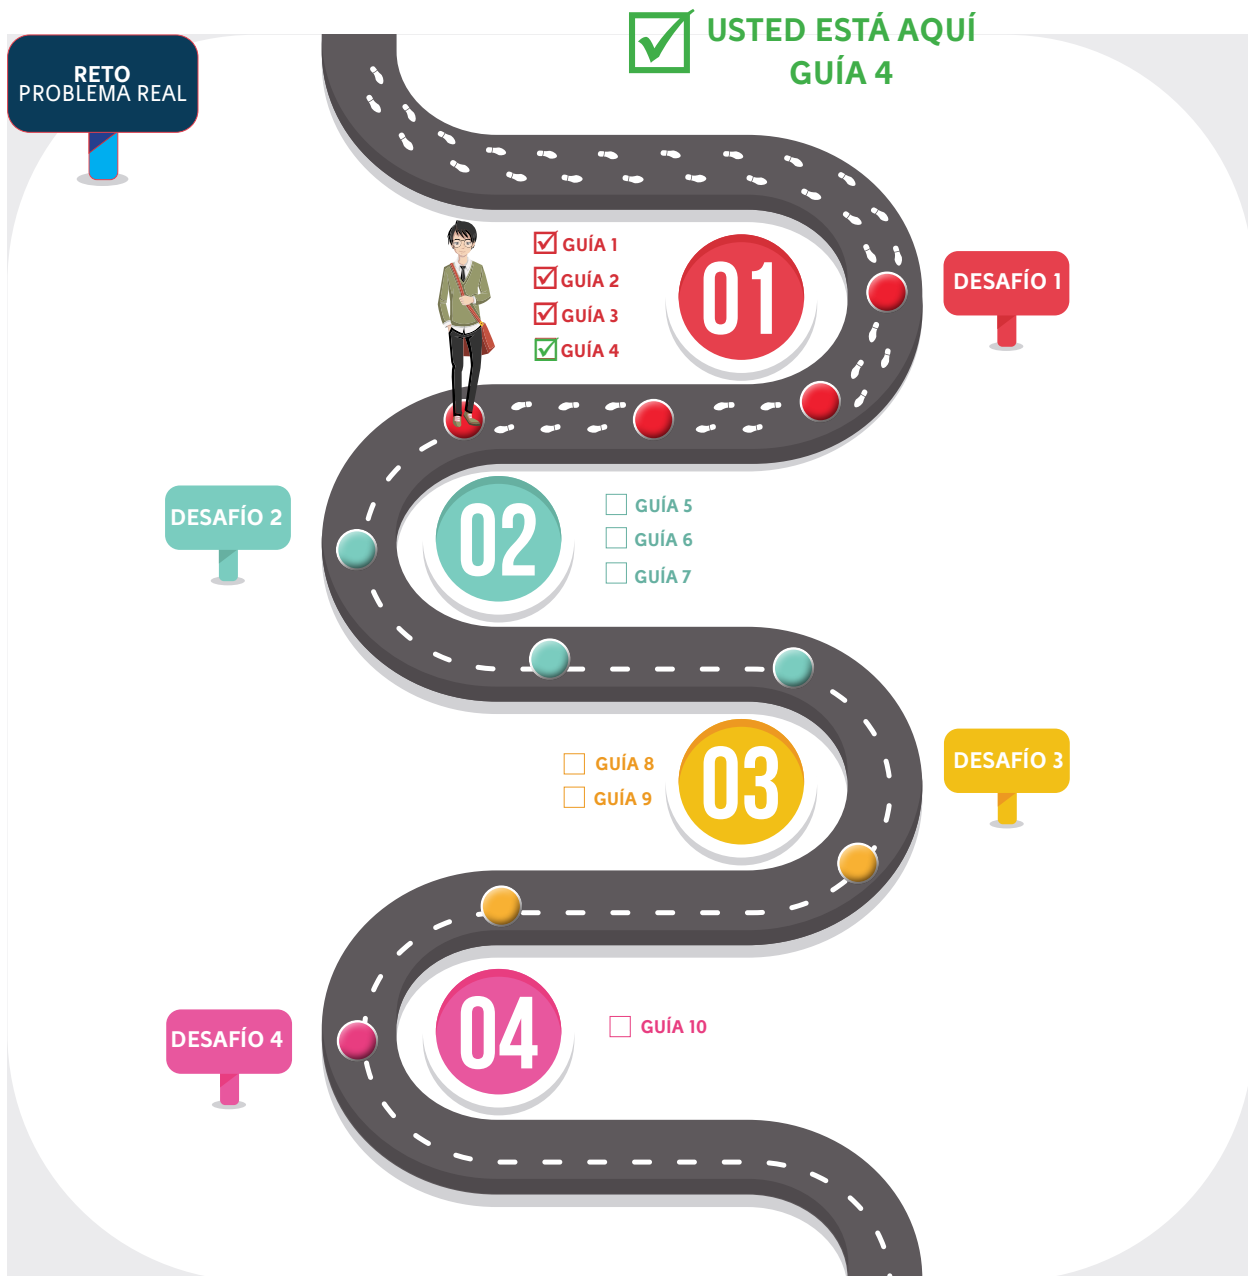 USTED ESTÁ AQUÍ
GUÍA 4
RETO
PROBLEMA REAL
GUÍA 1
GUÍA 2
GUÍA 3
GUÍA 4
01
DESAFÍO 1
DESAFÍO 2
02
GUÍA 5
GUÍA 6
GUÍA 7
GUÍA 8
GUÍA 9
03
DESAFÍO 3
DESAFÍO 4
04
GUÍA 10